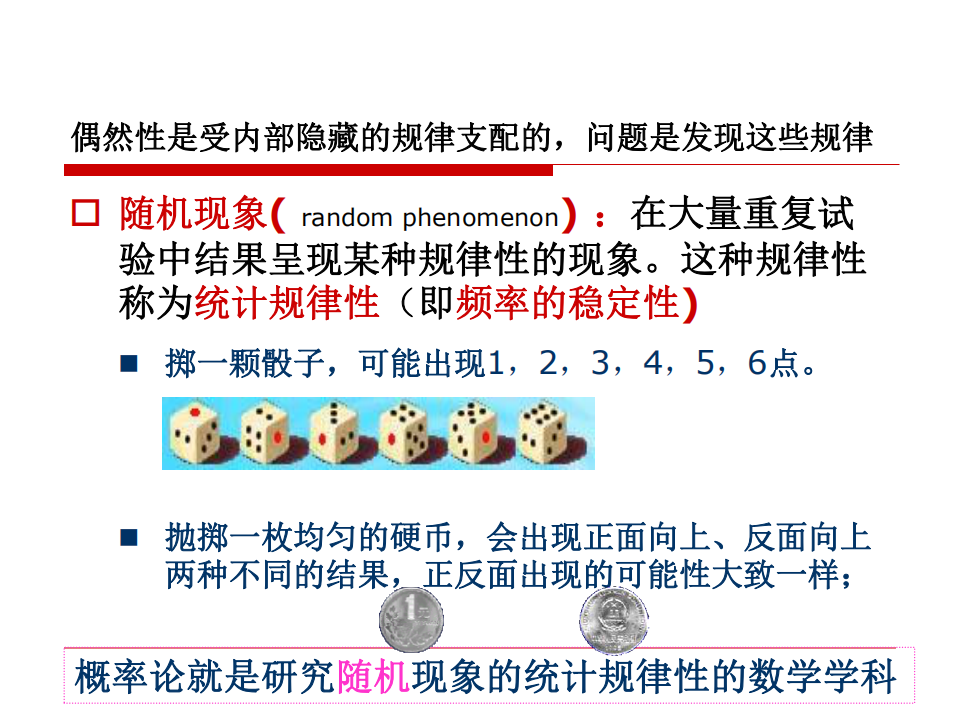 偶然性是受内部隐藏的规律支配的，问题是发现这些规律
随机现象( random phenomenon) ：在大量重复试
验中结果呈现某种规律性的现象。这种规律性
称为统计规律性（即频率的稳定性)
掷一颗骰子，可能出现1，2，3，4，5，6点。
抛掷一枚均匀的硬币，会出现正面向上、反面向上
两种不同的结果，正反面出现的可能性大致一样；
1元
概率论就是研究随机现象的统计规律性的数学学科